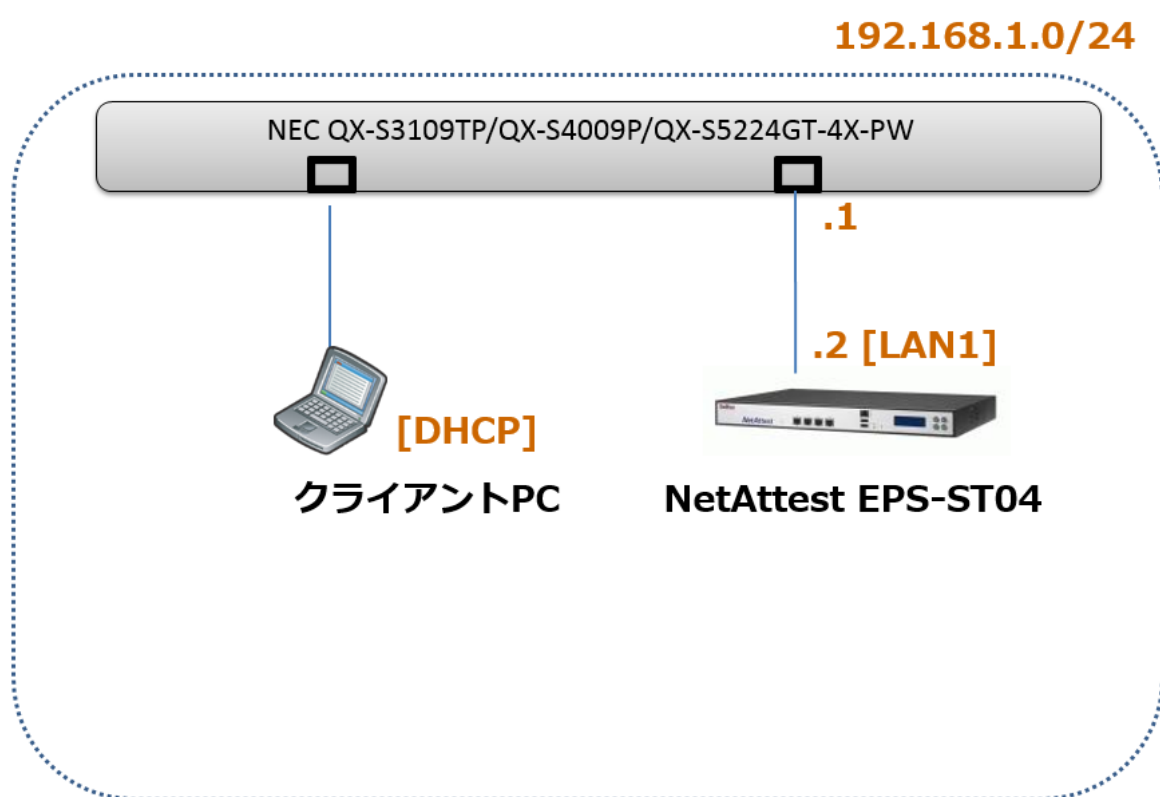 192.168.1.0/24
NEC QX-S3109TP/QX-S4009P/QX-S5224GT-4X-PW
.1
.2 [LAN1]
NetAttest
[DHCP]
クライアントPC
NetAttest EPS-ST04